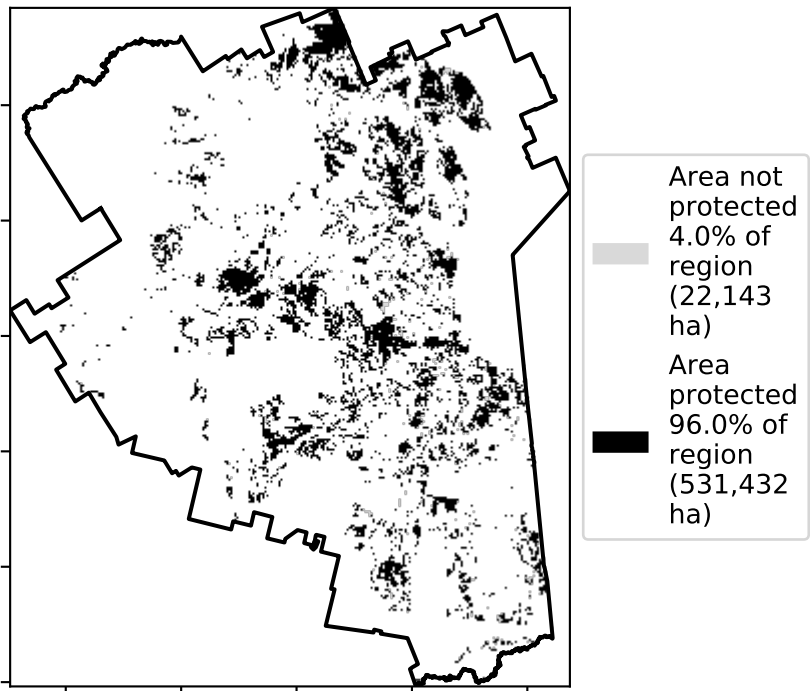 Area not
protected
4.0% of
region
(22,143
ha)
Area
protected
96.0% of
region
(531,432
ha)